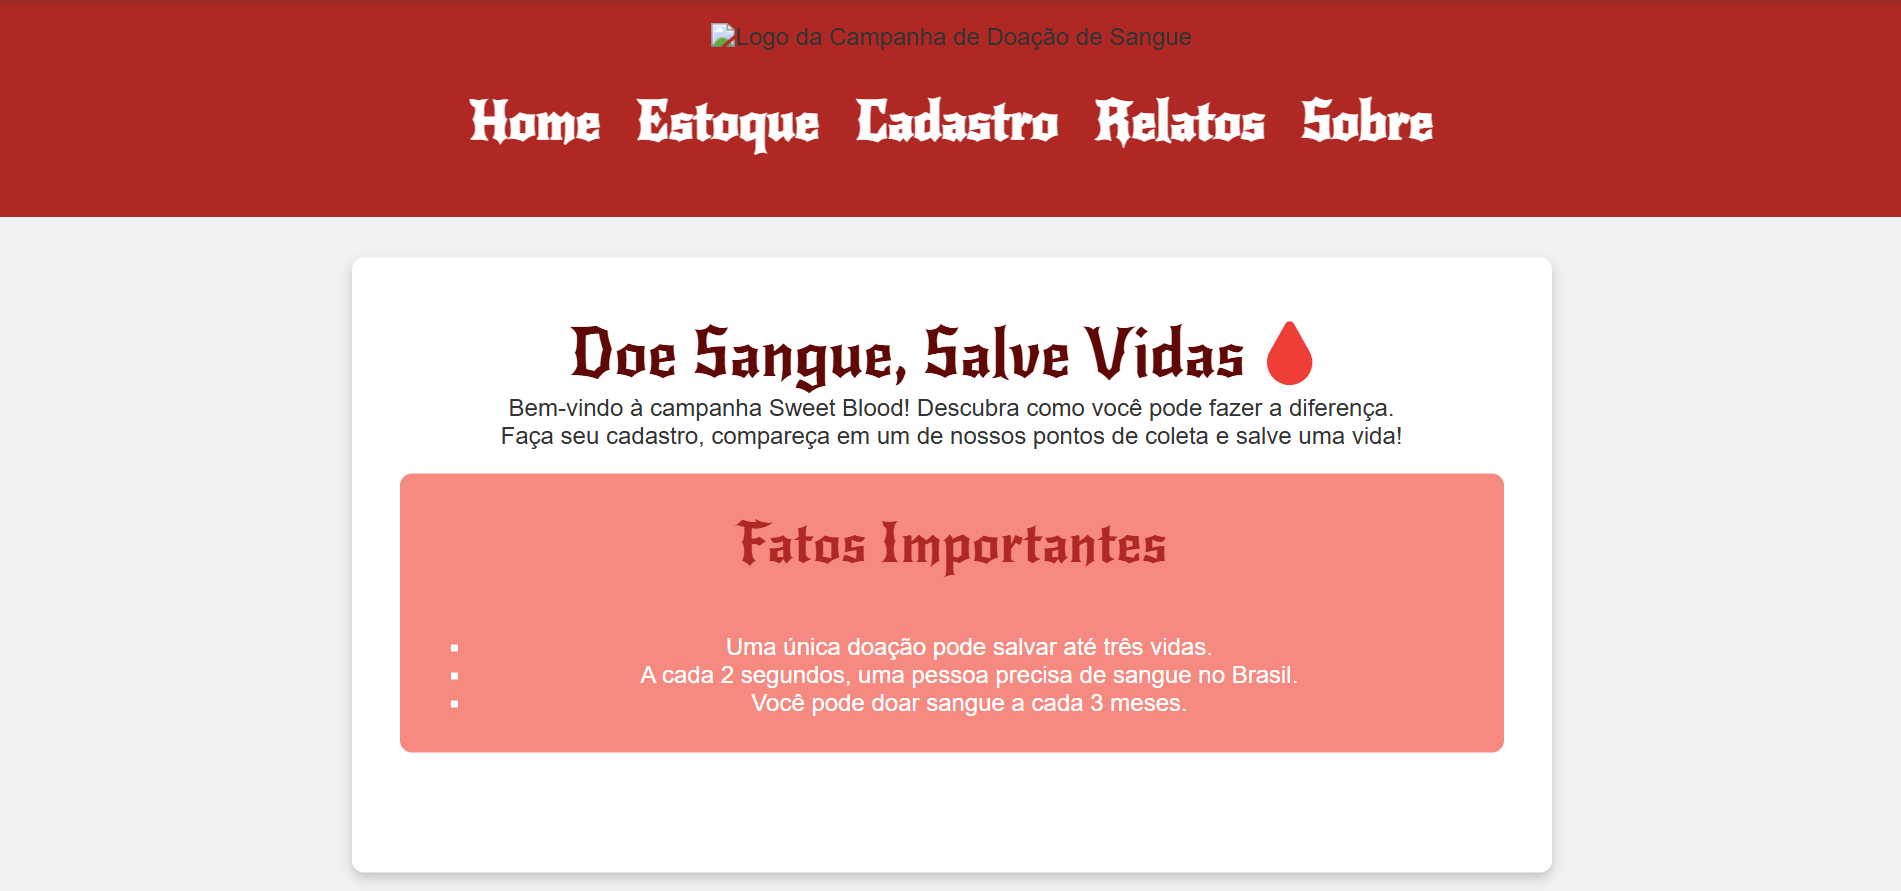 Logo da Campanha de Doação de Sangue
Home Estoque Cadastro Relatos Sobre
Doe Sangue, Salve Vidas
Bem-vindo à campanha Sweet Blood! Descubra como você pode fazer a diferença.
Faça seu cadastro, compareça em um de nossos pontos de coleta e salve uma vida!
Fatos Importantes
Uma única doação pode salvar até três vidas.
A cada 2 segundos, uma pessoa precisa de sangue no Brasil.
Você pode doar sangue a cada 3 meses.